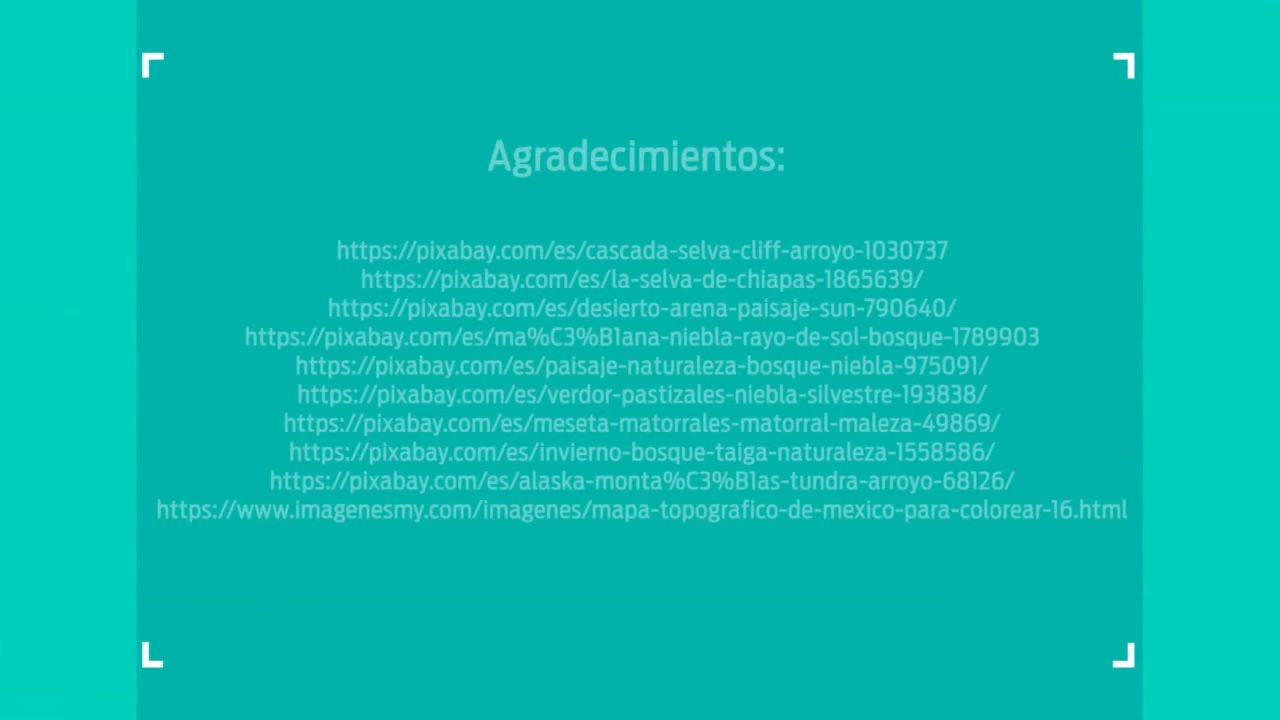 Agradecimientos:
https://pixabay.com/es/cascada-selva-cliff-arroyo-1030737
https://pixabay.com/es/la-selva-de-chiapas-1865639/
https://pixabay.com/es/desierto-arena-paisaje-sun-790640/
https://pixabay.com/es/ma%C3%B1ana-niebla-rayo-de-sol-bosque-1789903
https://pixabay.com/es/paisaje-naturaleza-bosque-niebla-975091/
https://pixabay.com/es/verdor-pastizales-niebla-silvestre-193838/
https://pixabay.com/es/meseta-matorrales-matorral-maleza-49869/
https://pixabay.com/es/invierno-bosque-taiga-naturaleza-1558586/
https://pixabay.com/es/alaska-monta%C3%B1as-tundra-arroyo-68126/
https://www.imagenesmy.com/imagenes/mapa-topografico-de-mexico-para-colorear-16.html